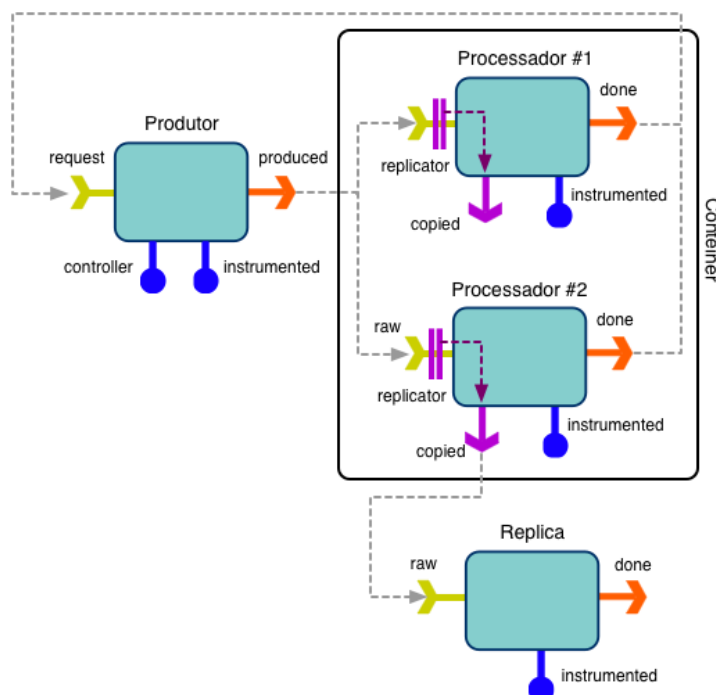 Processador #1
done
Produtor
request
produced
replicator
instrumented
copied
controller
instrumented
Conteiner
Processador #2
raw
done
replicator
instrumented
copied
Replica
raw
done
instrumented